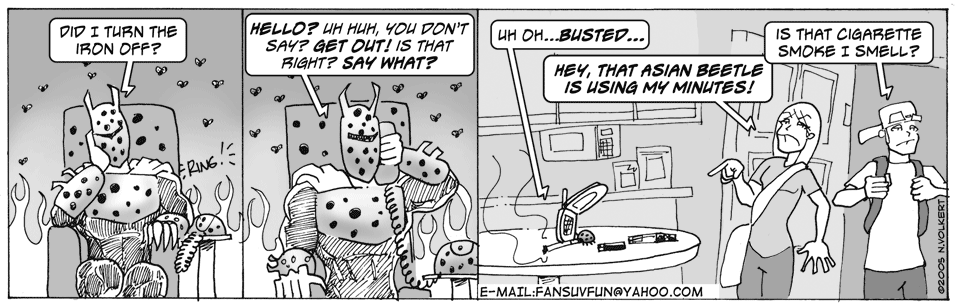 DID I TURN THE
IRON OFF?
RING!
HELLO? UH HUH, YOU DON'T
SAY? GET OUT! IS THAT
RIGHT? SAY WHAT?
UH OH...BUSTED...
HEY, THAT ASIAN BEETLE
IS USING MY MINUTES!
IS THAT CIGARETTE
SMOKE I SMELL?
E-MAIL:FANSUVFUN@YAHOO.COM
©2005 N.VOLKERT